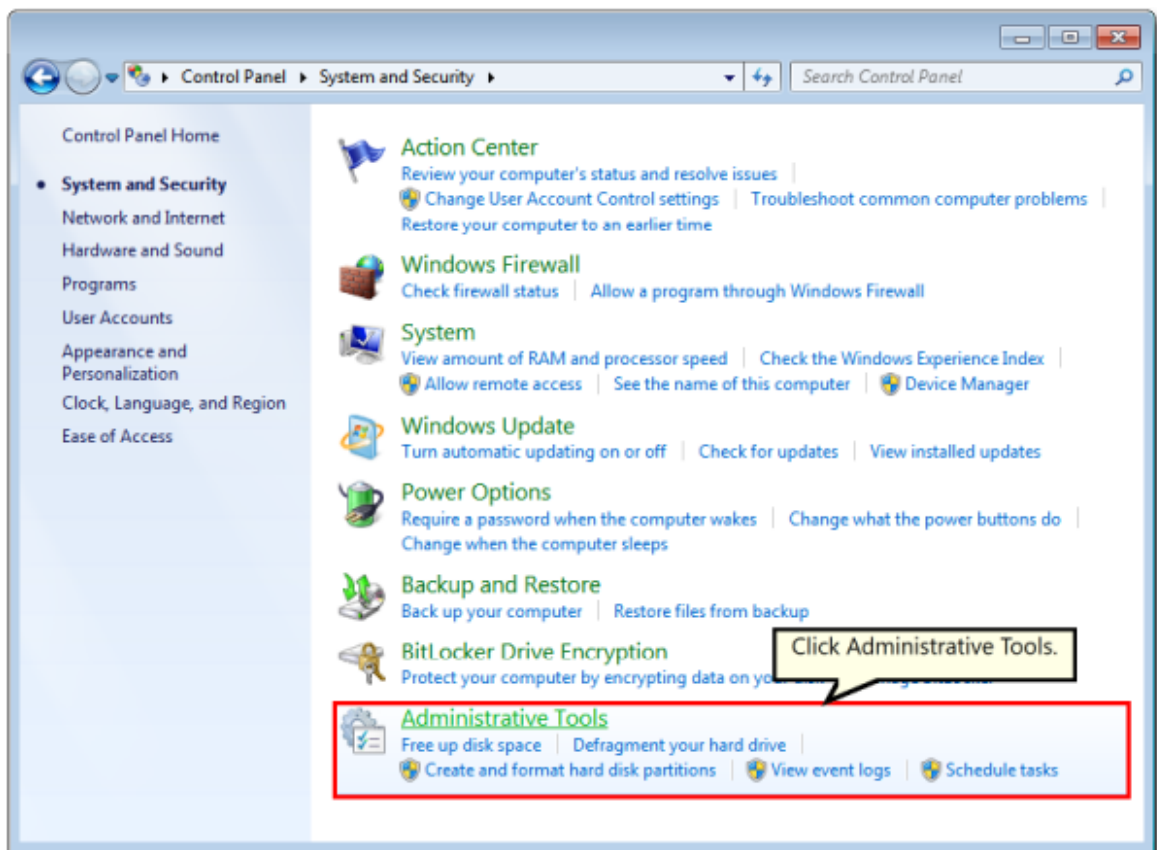 Control Panel System and Security
Search Control Panel
Control Panel Home
System and Security
Network and Internet
Hardware and Sound
Programs
User Accounts
Appearance and
Personalization
Clock, Language, and Region
Ease of Access
Action Center
Review your computer's status and resolve issues
Change User Account Control settings Troubleshoot common computer problems
Restore your computer to an earlier time
Windows Firewall
Check firewall status Allow a program through Windows Firewall
System
View amount of RAM and processor speed Check the Windows Experience Index
Allow remote access See the name of this computer Device Manager
Windows Update
Turn automatic updating on or off Check for updates View installed updates
Power Options
Require a password when the computer wakes Change what the power buttons do
Change when the computer sleeps
Backup and Restore
Back up your computer Restore files from backup
BitLocker Drive Encryption
Protect your computer by encrypting data on your
Click Administrative Tools.
Administrative Tools
Free up disk space Defragment your hard drive
Create and format hard disk partitions View event logs Schedule tasks